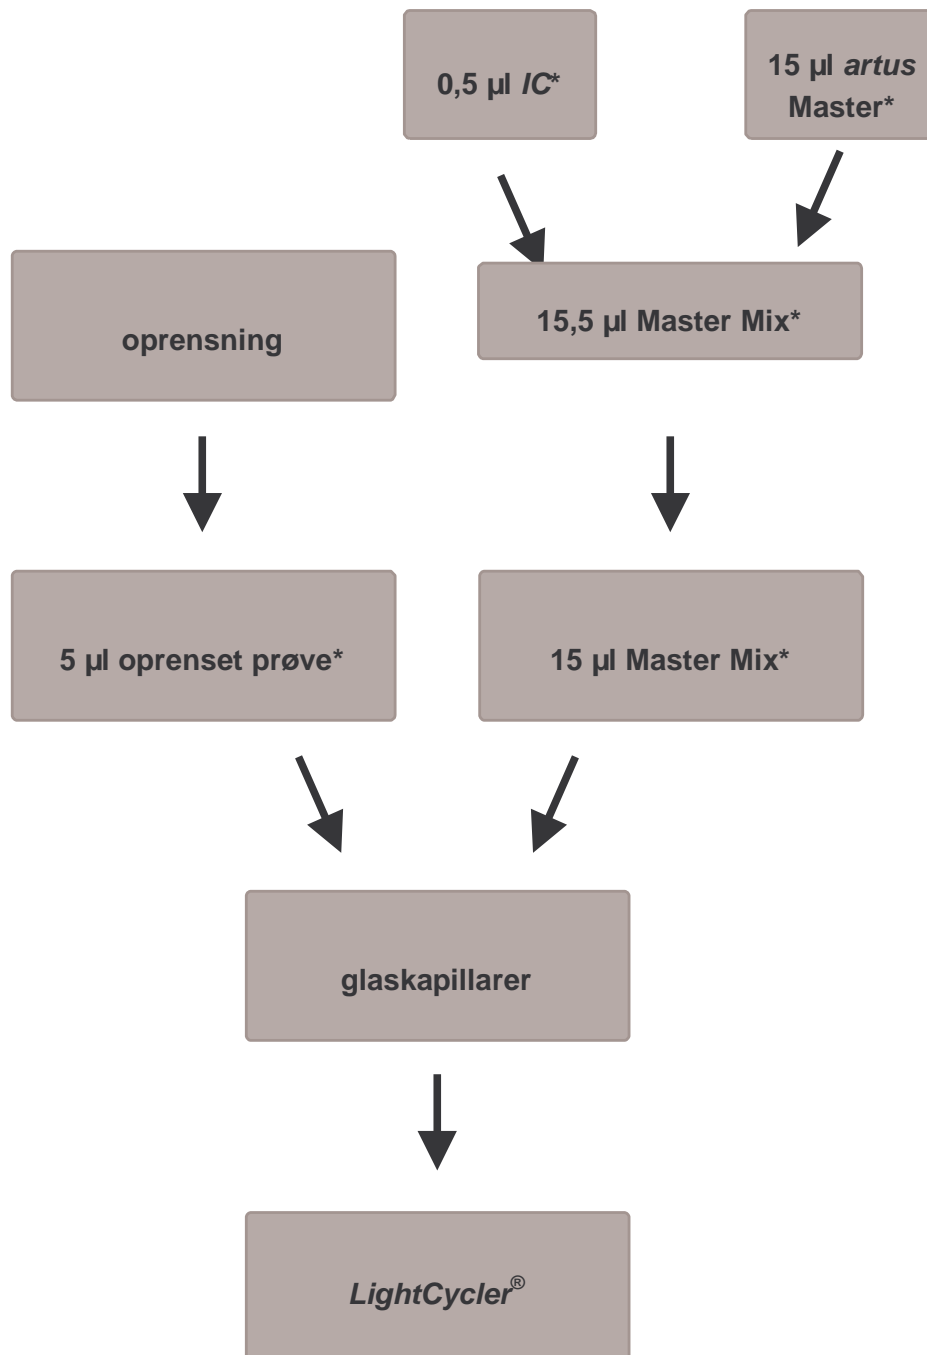 0,5 µl IC*
15 µl artus
Master*
15,5 µl Master Mix*
oprensning
5 µl oprenset prøve*
15 µl Master Mix*
glaskapillarer
LightCycler®